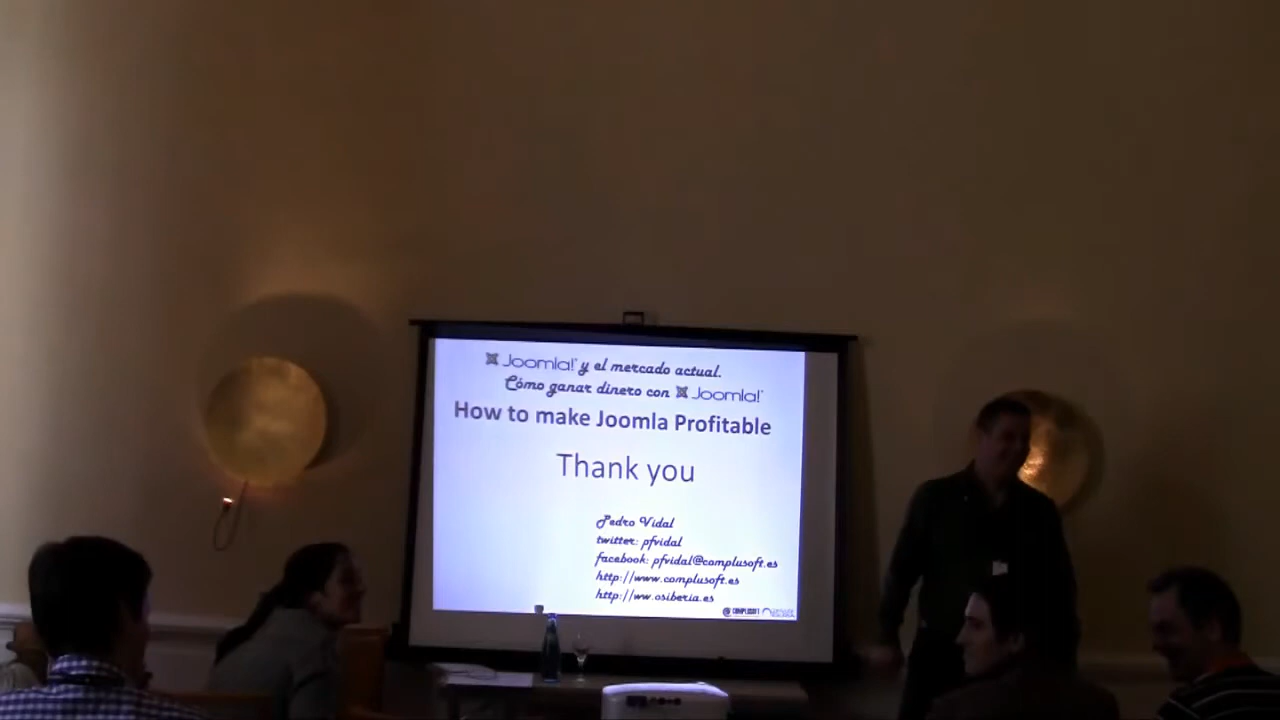 Joomla! y el mercado actual.
Cómo ganar dinero con Joomla!
How to make Joomla Profitable
Thank you
Pedro Vidal
twitter: pfvidal
facebook: pfvidal@complusoft.es
http://www.complusoft.es
http://ww.osiberia.es
@ COMPLUSOFT